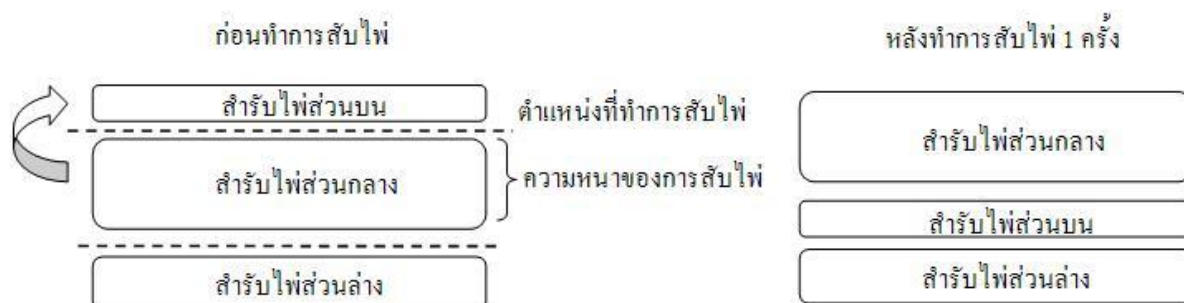 ก่อนทำการสับไพ่
หลังทำการสับไพ่ 1 ครั้ง
สำรับไพ่ส่วนบน
ตำแหน่งที่ทำการสับไพ่
สำรับไพ่ส่วนกลาง
ความหนาของการสับไพ่
สำรับไพ่ส่วนล่าง
สำรับไพ่ส่วนกลาง
สำรับไพ่ส่วนบน
สำรับไพ่ส่วนล่าง